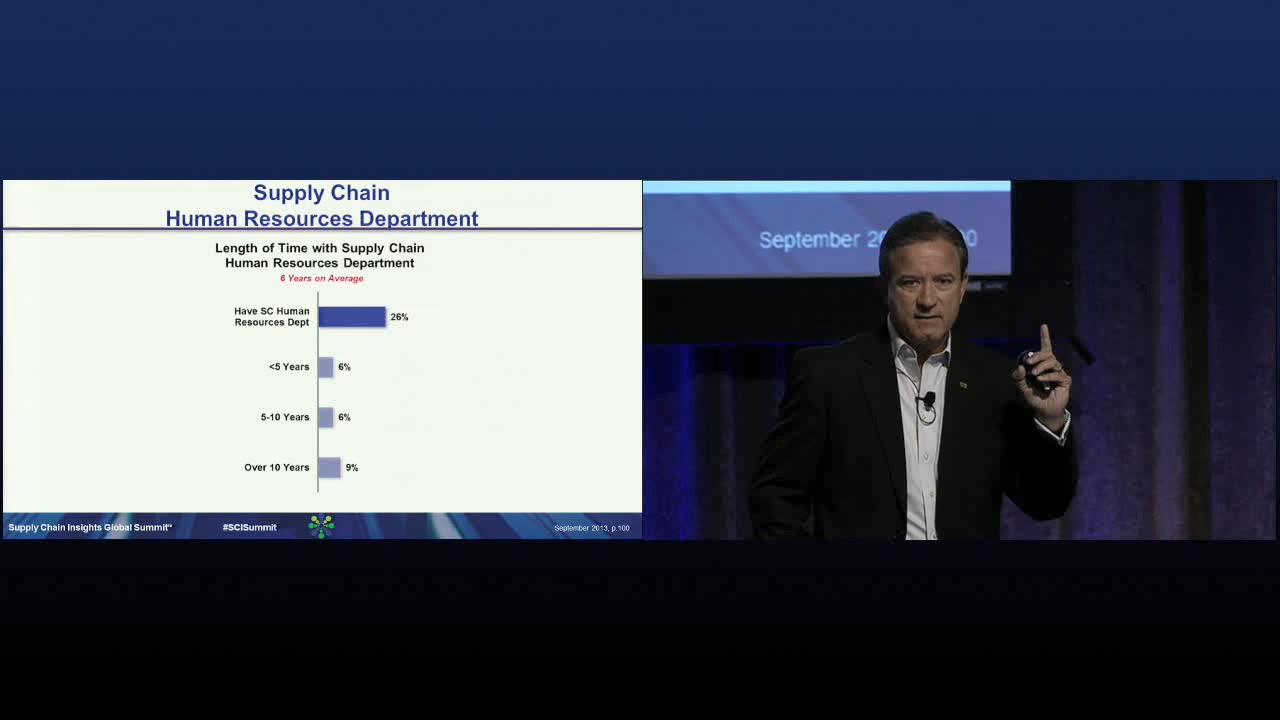 Supply Chain
Human Resources Department
Length of Time with Supply Chain
Human Resources Department
6 Years on Average
Have SC Human
Resources Dept
26%
<5 Years
6%
5-10 Years
6%
Over 10 Years
9%
Supply Chain Insights Global Summit
#SCISummit
September 2013, p.100
September 20